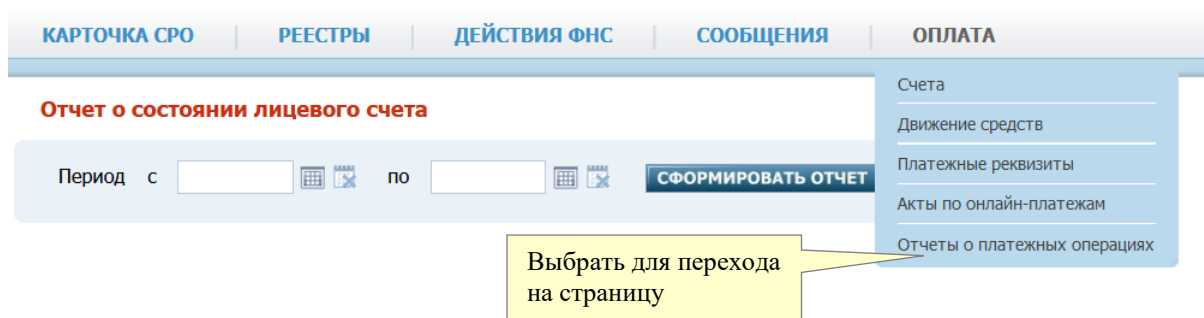 КАРТОЧКА СРО РЕЕСТРЫ ДЕЙСТВИЯ ФНС СООБЩЕНИЯ ОПЛАТА
Счета
Отчет о состоянии лицевого счета
Движение средств
Платежные реквизиты
Период с по СФОРМИРОВАТЬ ОТЧЕТ
Акты по онлайн-платежам
Отчеты о платежных операциях
Выбрать для перехода
на страницу